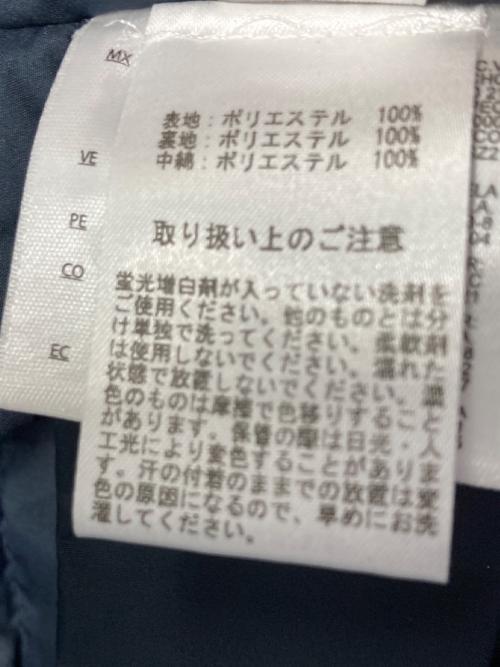 MX
VE
PE
CO
EC
表地：ポリエステル 100%
裏地：ポリエステル 100%
中綿：ポリエステル 100%
取り扱い上のご注意
蛍光増白剤が入っていない洗剤を
ご使用ください。他のものとは分
け単独で洗ってください。柔軟剤
は使用しないでください。濡れた
状態で放置しないでください。濃
色のものは摩擦で色移りすること
があります。保管の際は日光・人
工光により変色することがありま
す。汗の付着のままでの放置は変
色の原因になるので、早めにお洗
濯してください。